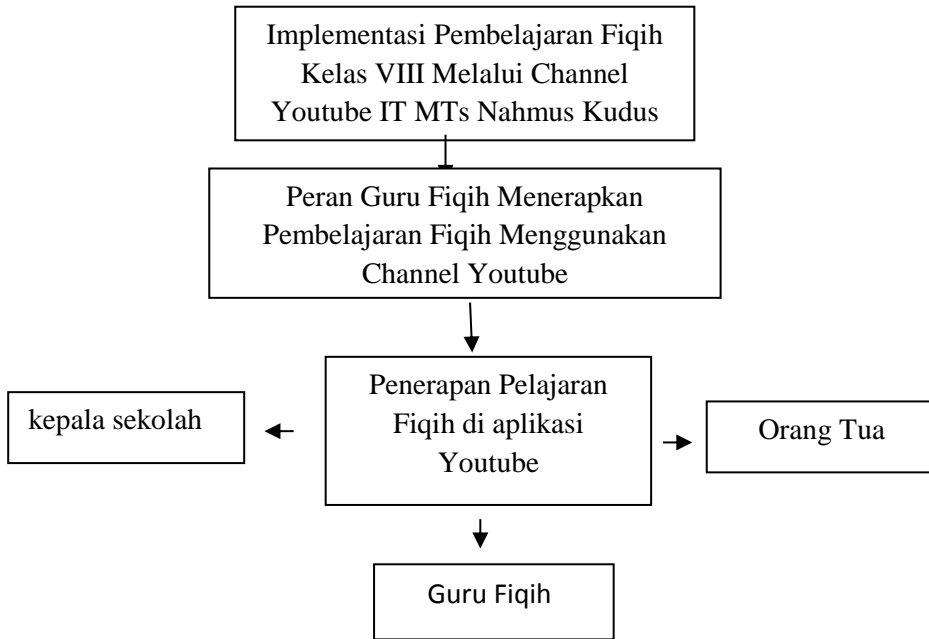 Implementasi Pembelajaran Fiqih
Kelas VIII Melalui Channel
Youtube IT MTs Nahmus Kudus
Peran Guru Fiqih Menerapkan
Pembelajaran Fiqih Menggunakan
Channel Youtube
Penerapan Pelajaran
Fiqih di aplikasi
Youtube
kepala sekolah
Orang Tua
Guru Fiqih